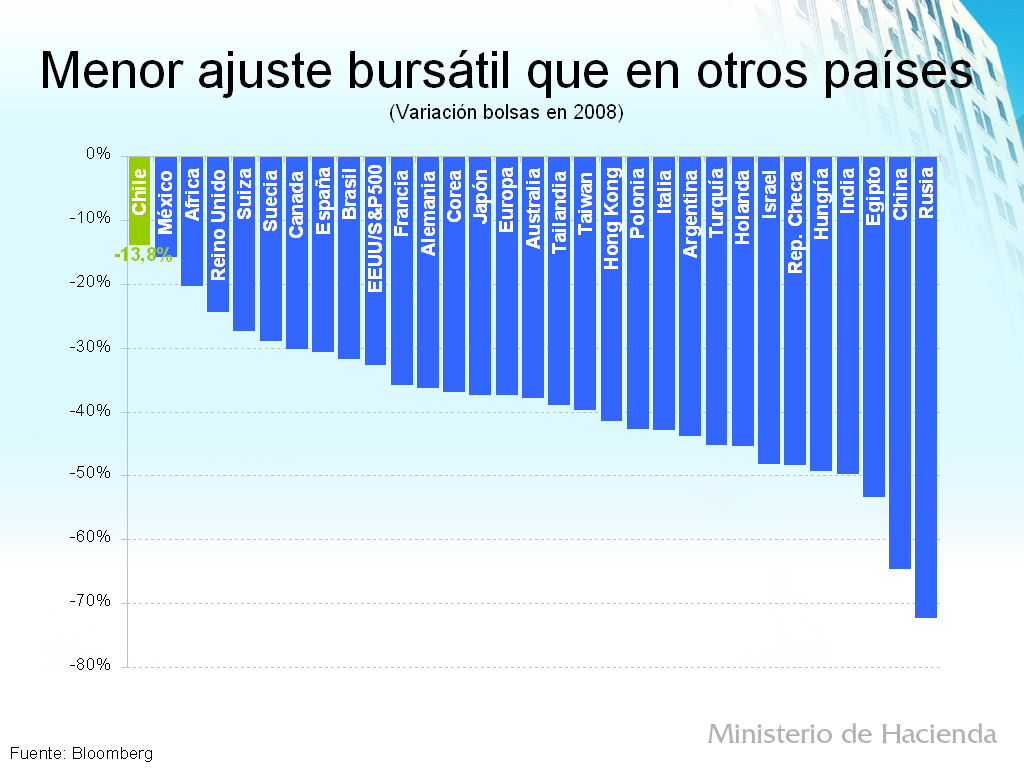 Menor ajuste bursátil que en otros países
(Variación bolsas en 2008)
0%
-10%
-20%
-30%
-40%
-50%
-60%
-70%
-80%
Chile
-13,8%
México
Africa
Reino Unido
Suiza
Suecia
Canada
España
Brasil
EEUU/S&P500
Francia
Alemania
Corea
Japón
Europa
Australia
Tailandia
Taiwan
Hong Kong
Polonia
Italia
Argentina
Turquía
Holanda
Israel
Rep. Checa
Hungría
India
Egipto
China
Rusia
Ministerio de Hacienda
Fuente: Bloomberg